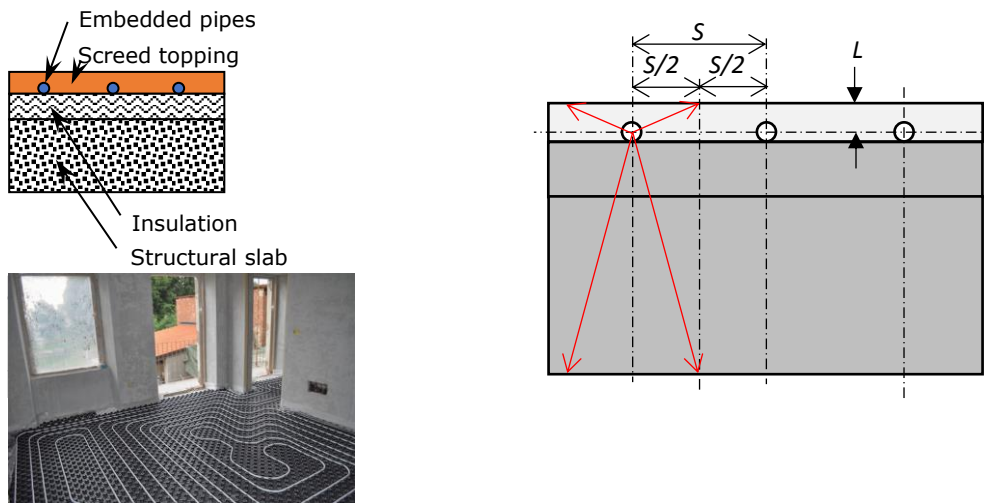 Embedded pipes
Screed topping
Insulation
Structural slab
S
S/2
S/2
L